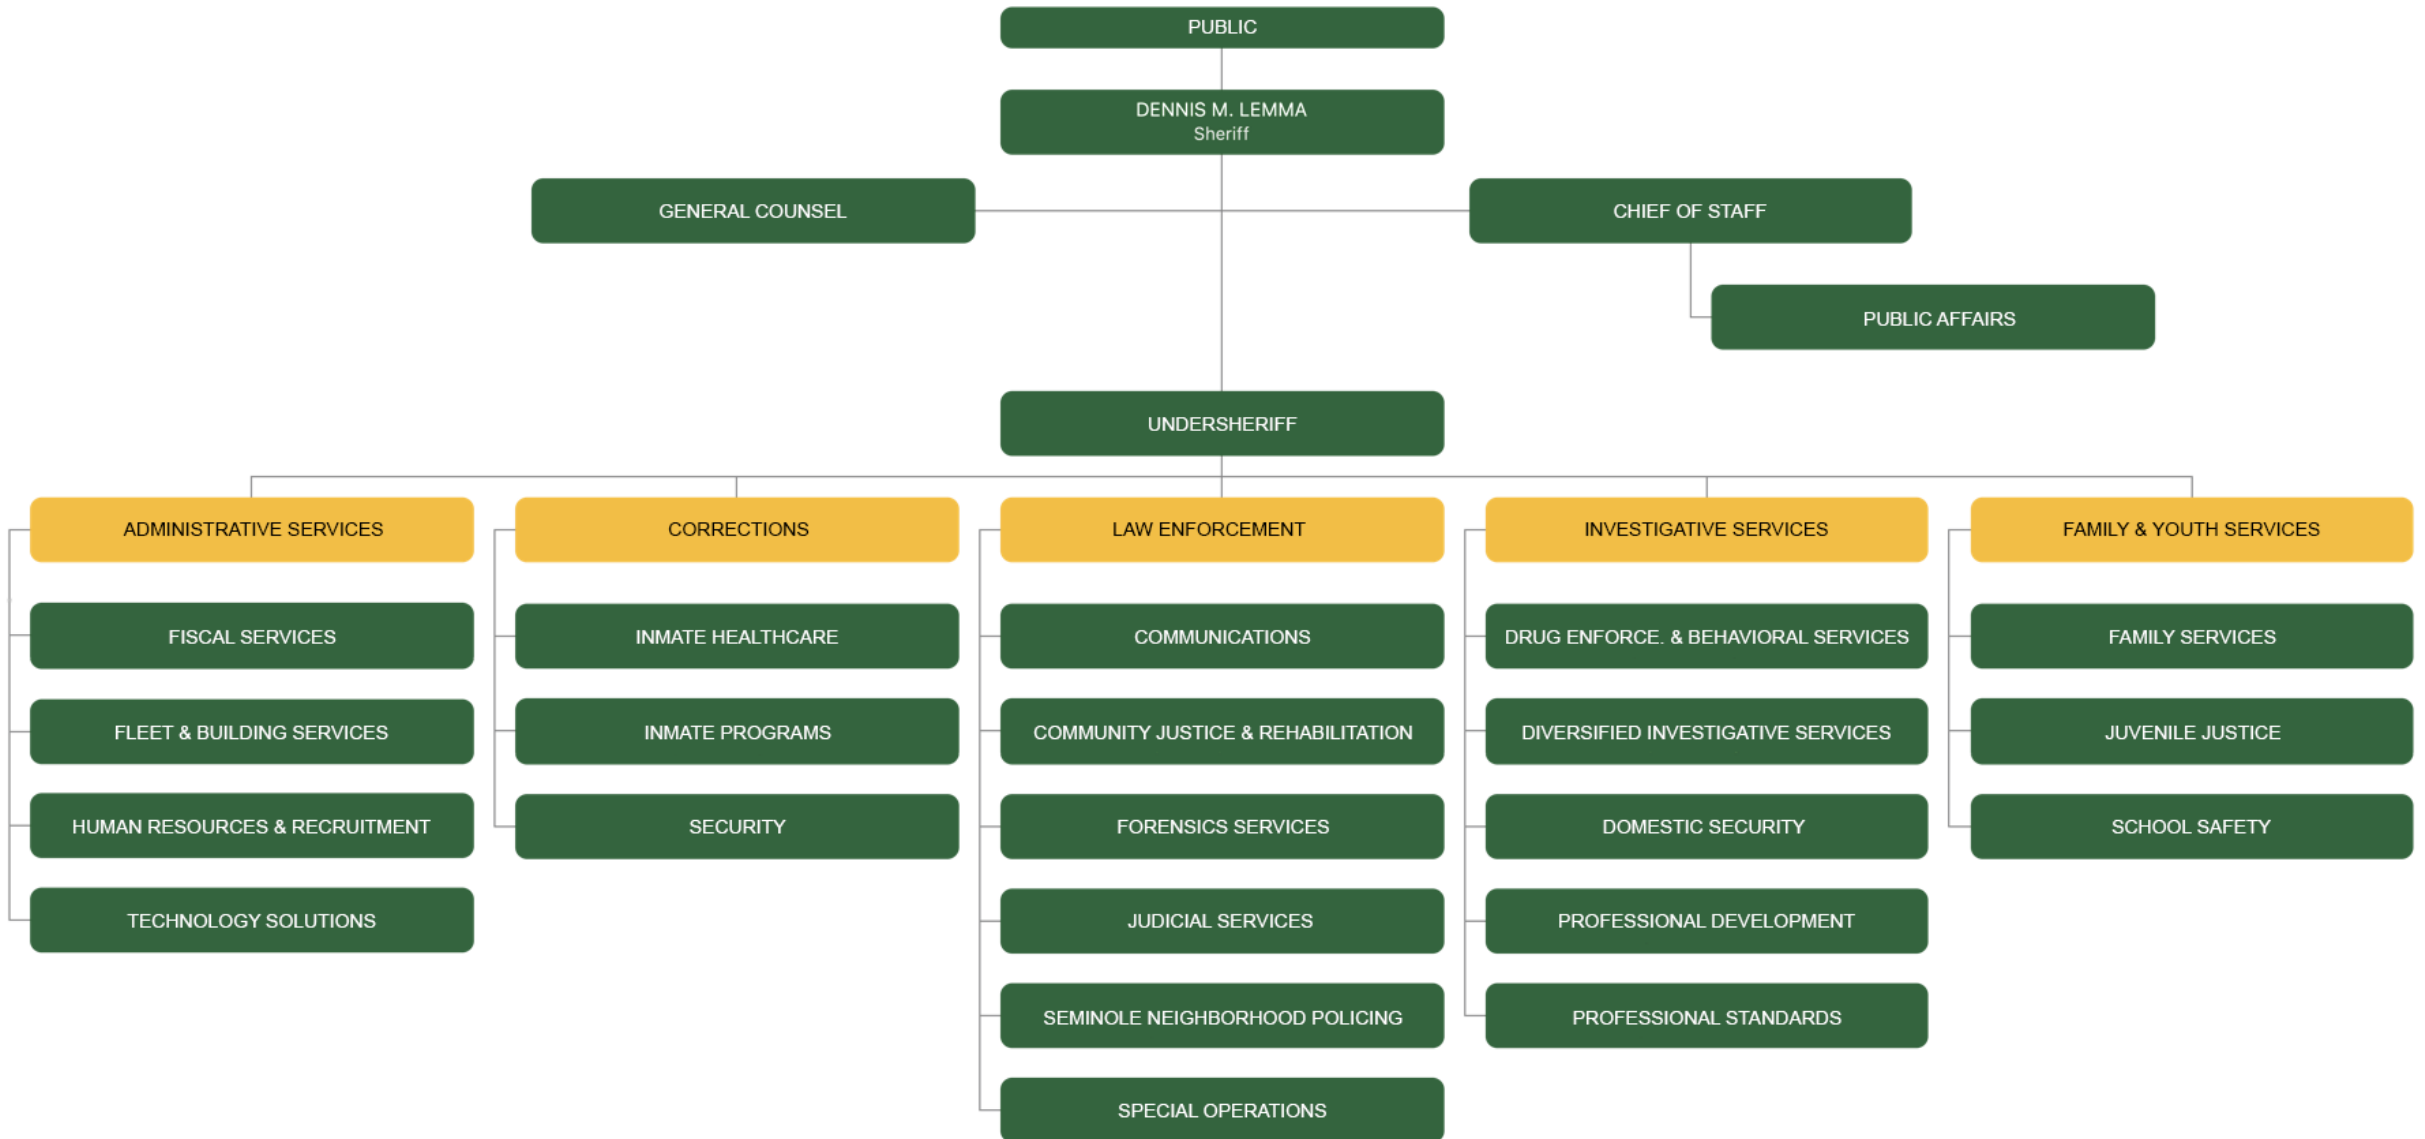 PUBLIC
DENNIS M. LEMMA
Sheriff
GENERAL COUNSEL
CHIEF OF STAFF
PUBLIC AFFAIRS
UNDERSHERIFF
ADMINISTRATIVE SERVICES
FISCAL SERVICES
FLEET & BUILDING SERVICES
HUMAN RESOURCES & RECRUITMENT
TECHNOLOGY SOLUTIONS
CORRECTIONS
INMATE HEALTHCARE
INMATE PROGRAMS
SECURITY
LAW ENFORCEMENT
COMMUNICATIONS
COMMUNITY JUSTICE & REHABILITATION
FORENSICS SERVICES
JUDICIAL SERVICES
SEMINOLE NEIGHBORHOOD POLICING
SPECIAL OPERATIONS
INVESTIGATIVE SERVICES
DRUG ENFORCE. & BEHAVIORAL SERVICES
DIVERSIFIED INVESTIGATIVE SERVICES
DOMESTIC SECURITY
PROFESSIONAL DEVELOPMENT
PROFESSIONAL STANDARDS
FAMILY & YOUTH SERVICES
FAMILY SERVICES
JUVENILE JUSTICE
SCHOOL SAFETY